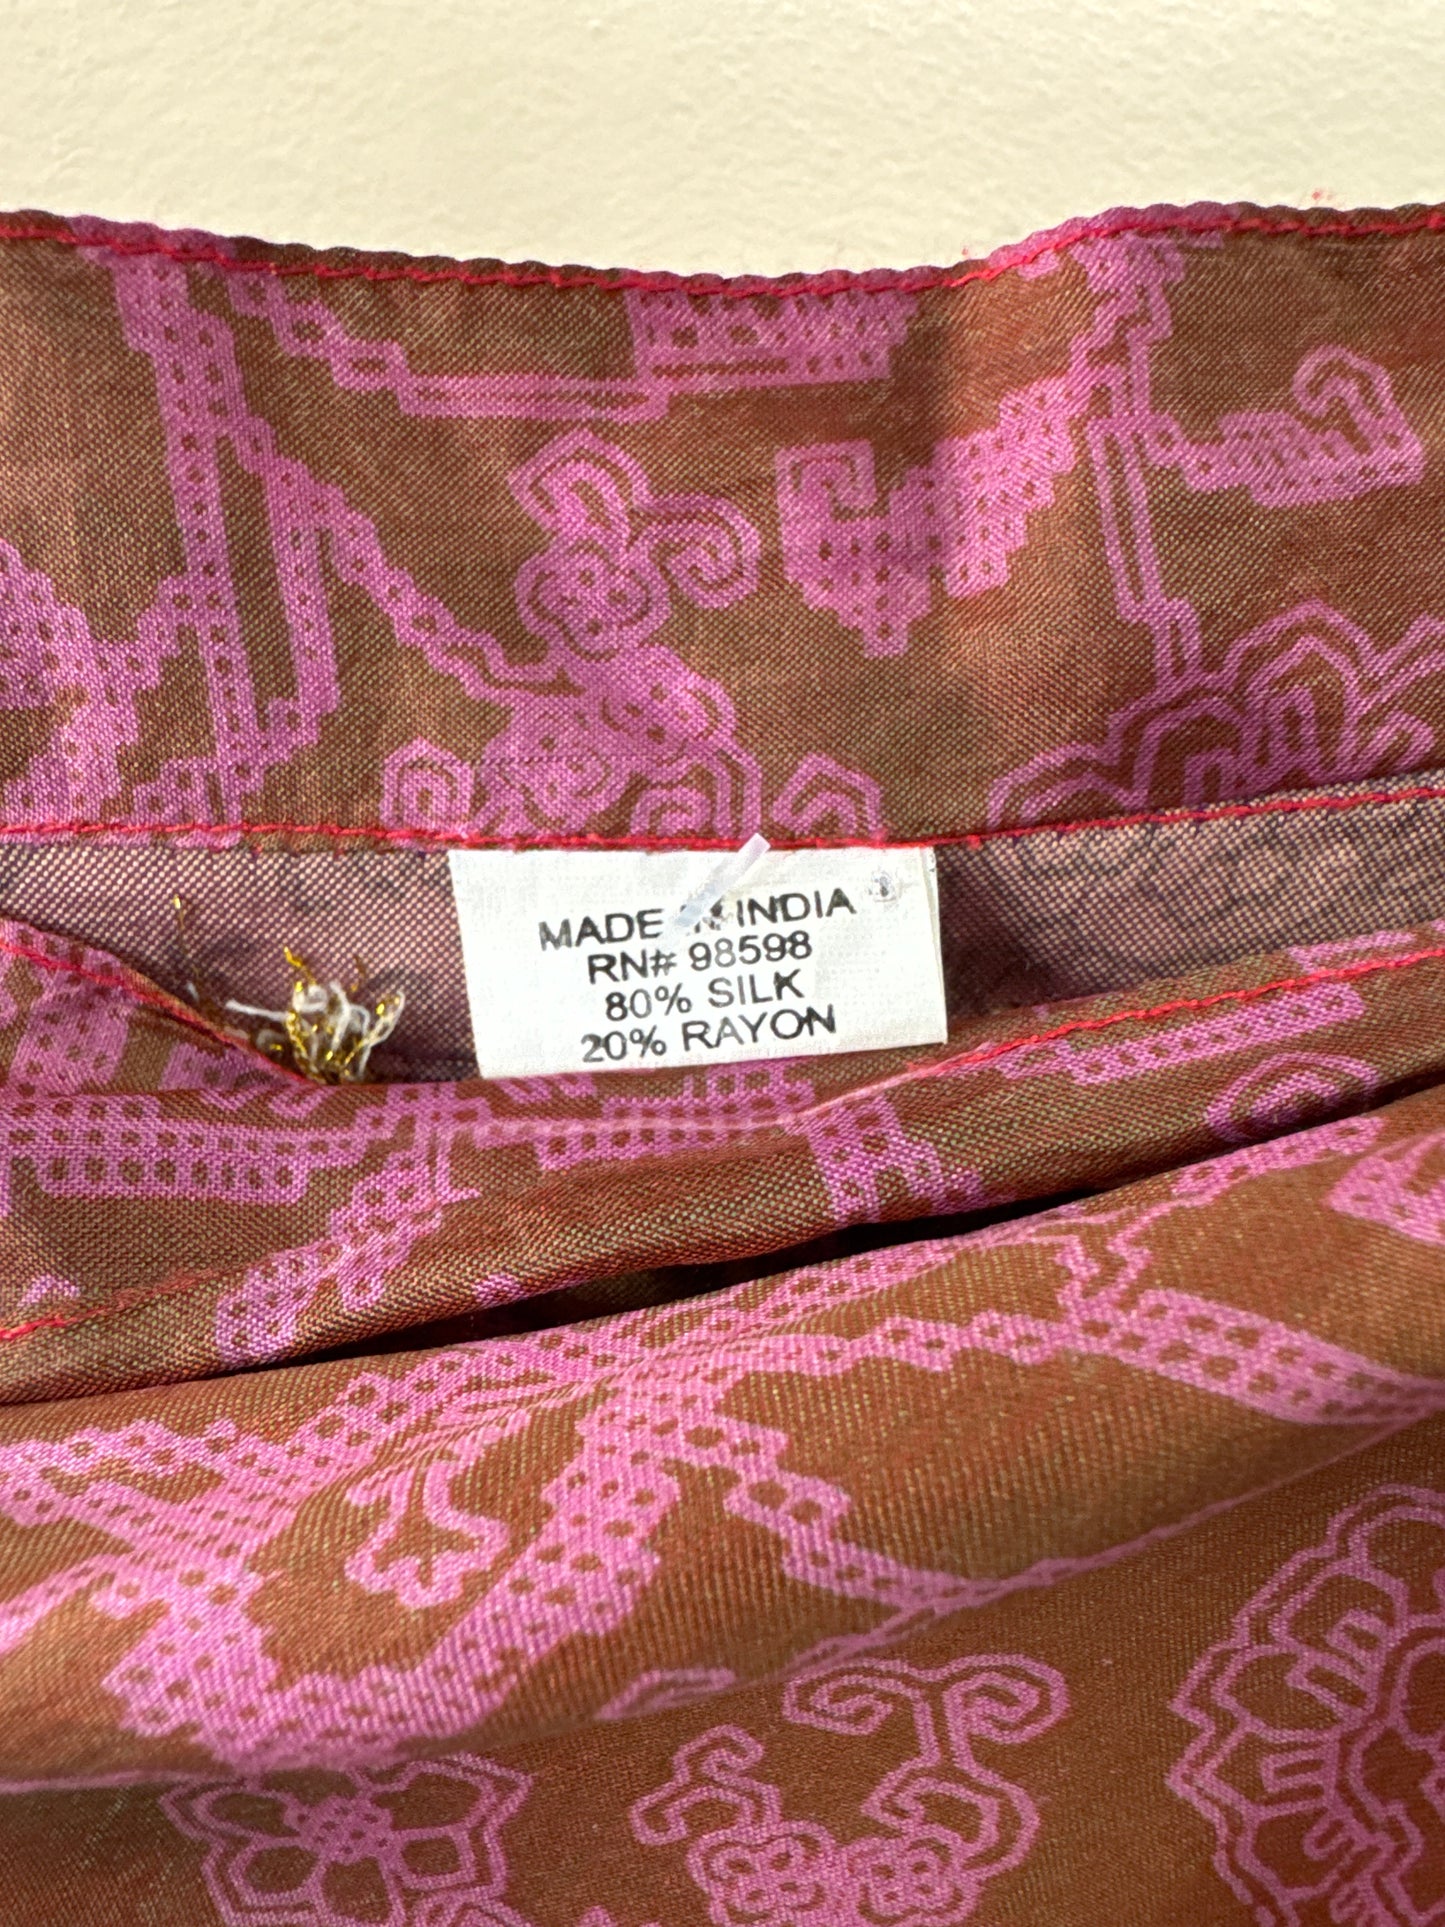 MADE IN INDIA
RN# 98598
80% SILK
20% RAYON